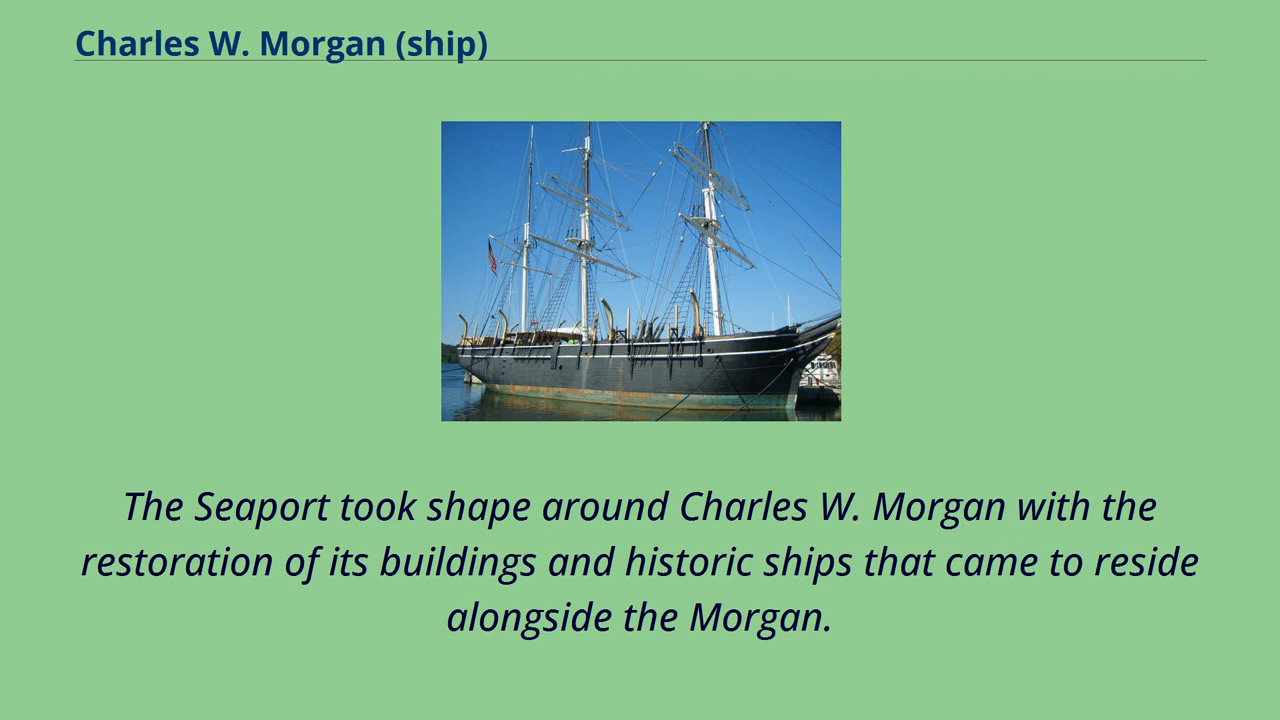 Charles W. Morgan (ship)
The Seaport took shape around Charles W. Morgan with the
restoration of its buildings and historic ships that came to reside
alongside the Morgan.